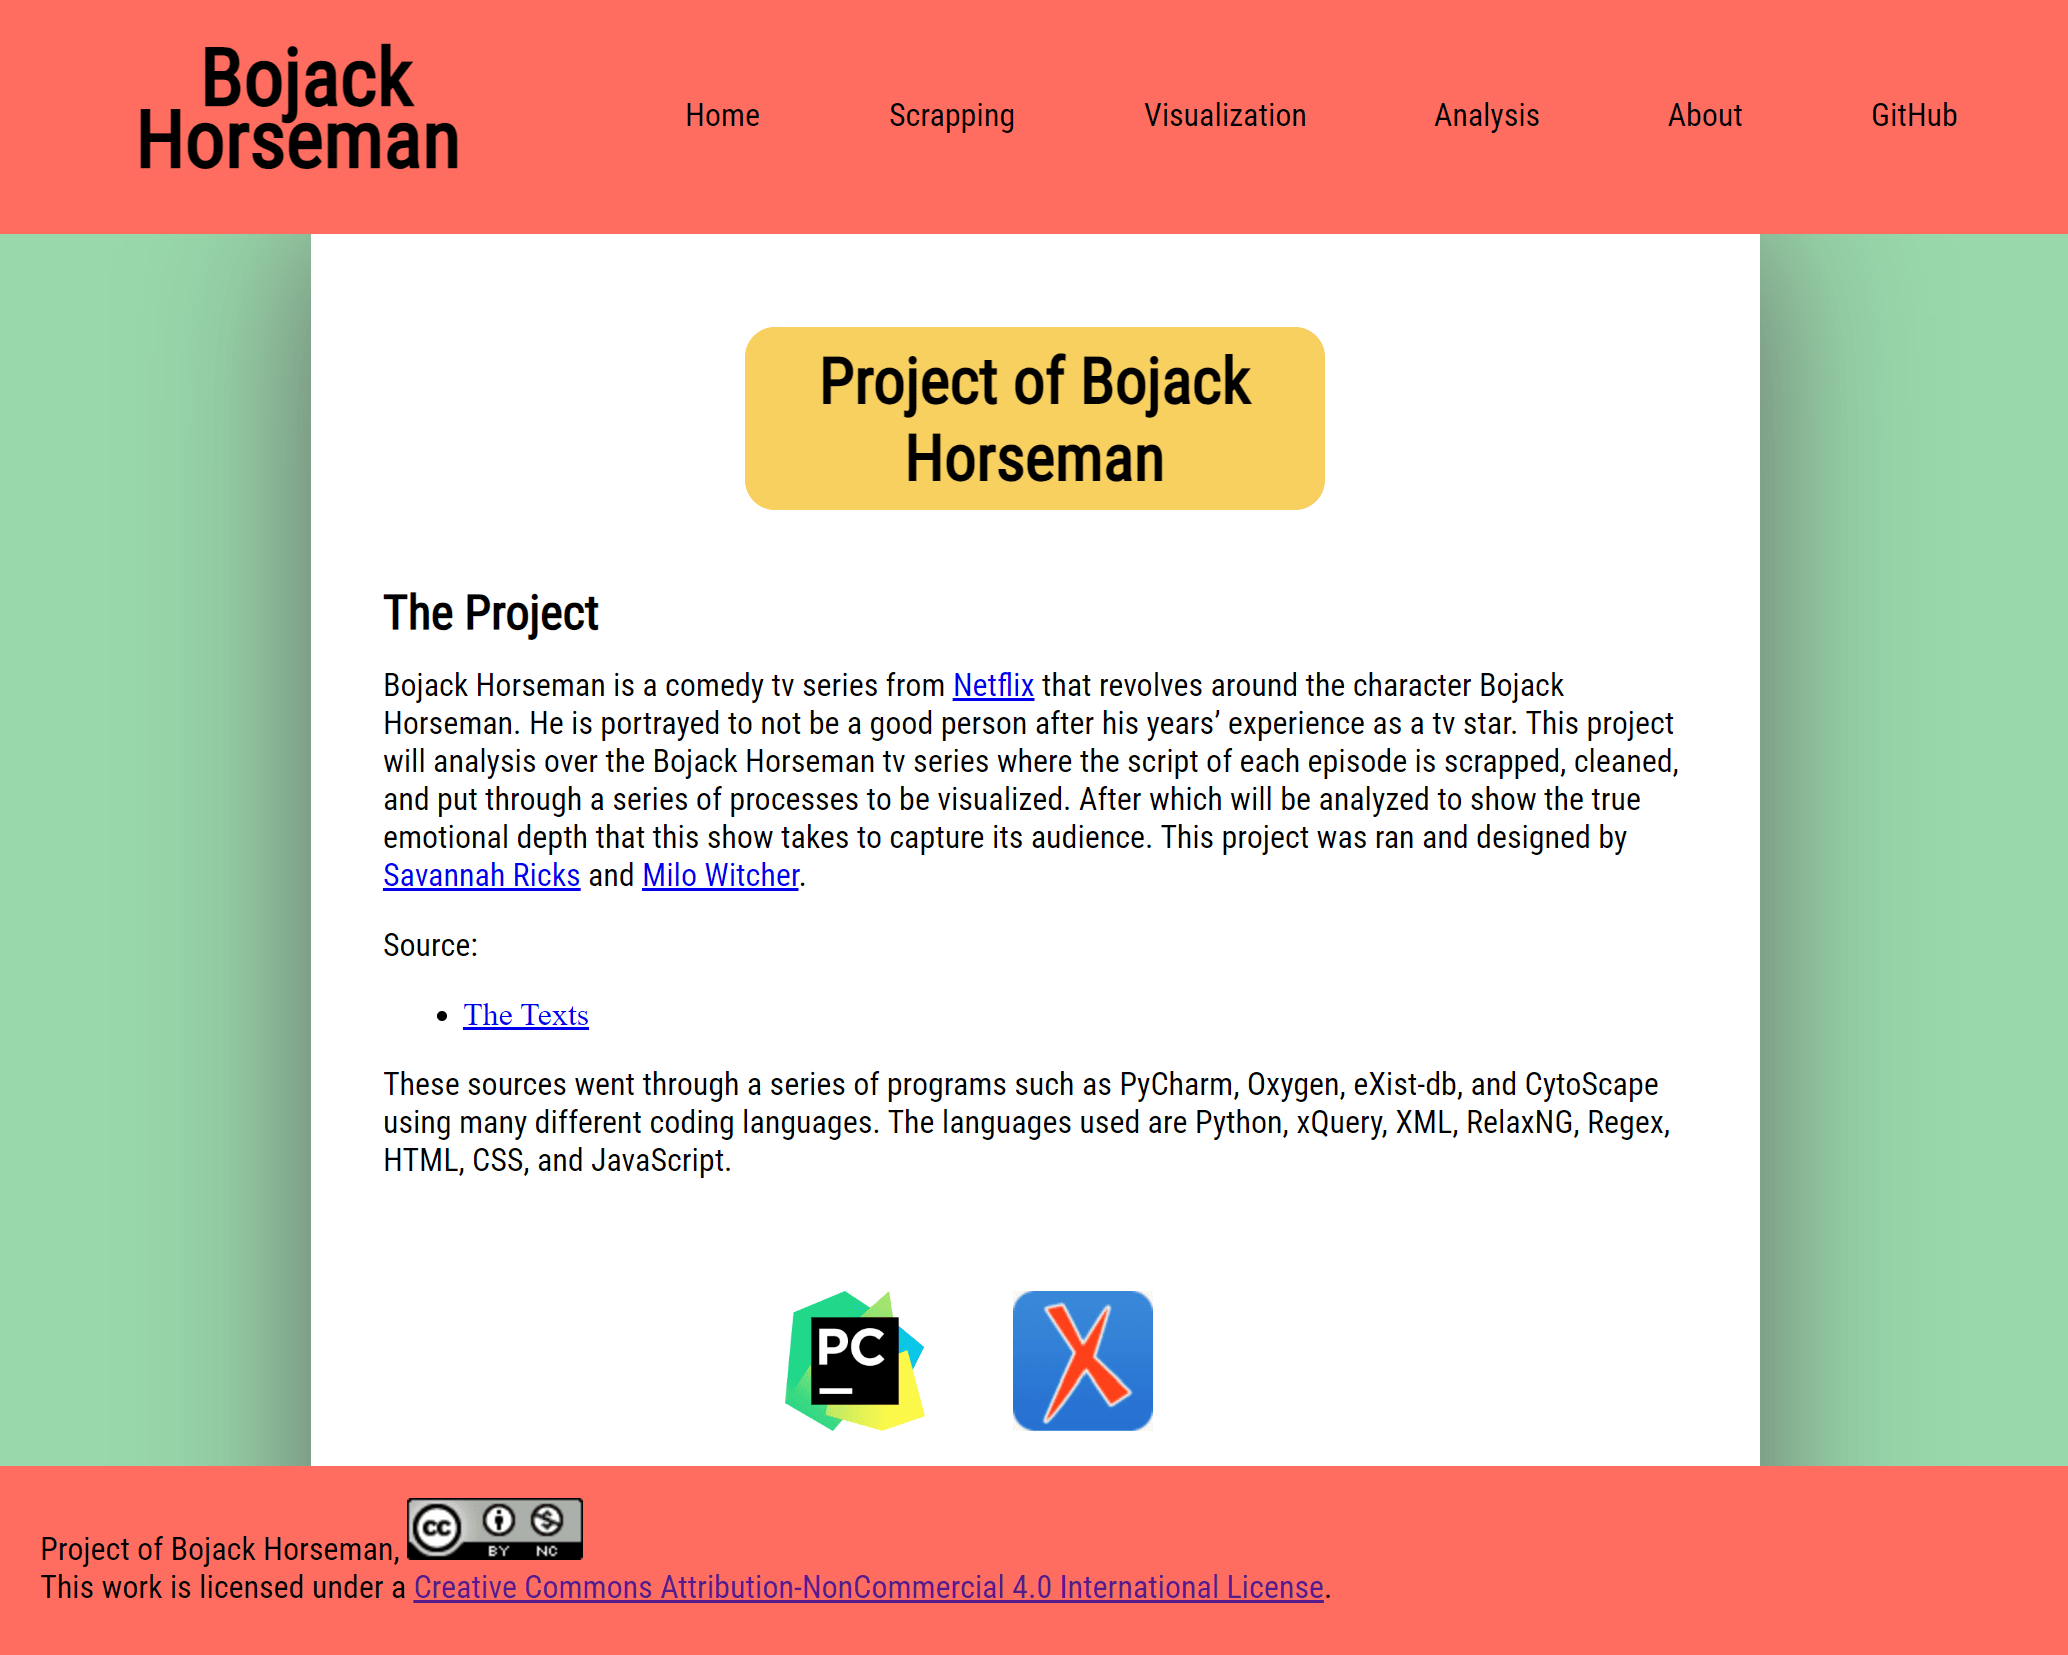 Bojack
Horseman
Home Scrapping Visualization Analysis About GitHub
Project of Bojack
Horseman
The Project
Bojack Horseman is a comedy tv series from Netflix that revolves around the character Bojack
Horseman. He is portrayed to not be a good person after his years’ experience as a tv star. This project
will analysis over the Bojack Horseman tv series where the script of each episode is scrapped, cleaned,
and put through a series of processes to be visualized. After which will be analyzed to show the true
emotional depth that this show takes to capture its audience. This project was ran and designed by
Savannah Ricks and Milo Witcher.
Source:
• The Texts
These sources went through a series of programs such as PyCharm, Oxygen, eXist-db, and CytoScape
using many different coding languages. The languages used are Python, xQuery, XML, RelaxNG, Regex,
HTML, CSS, and JavaScript.
PC
X
Project of Bojack Horseman, cc BY NC
This work is licensed under a Creative Commons Attribution-NonCommercial 4.0 International License.